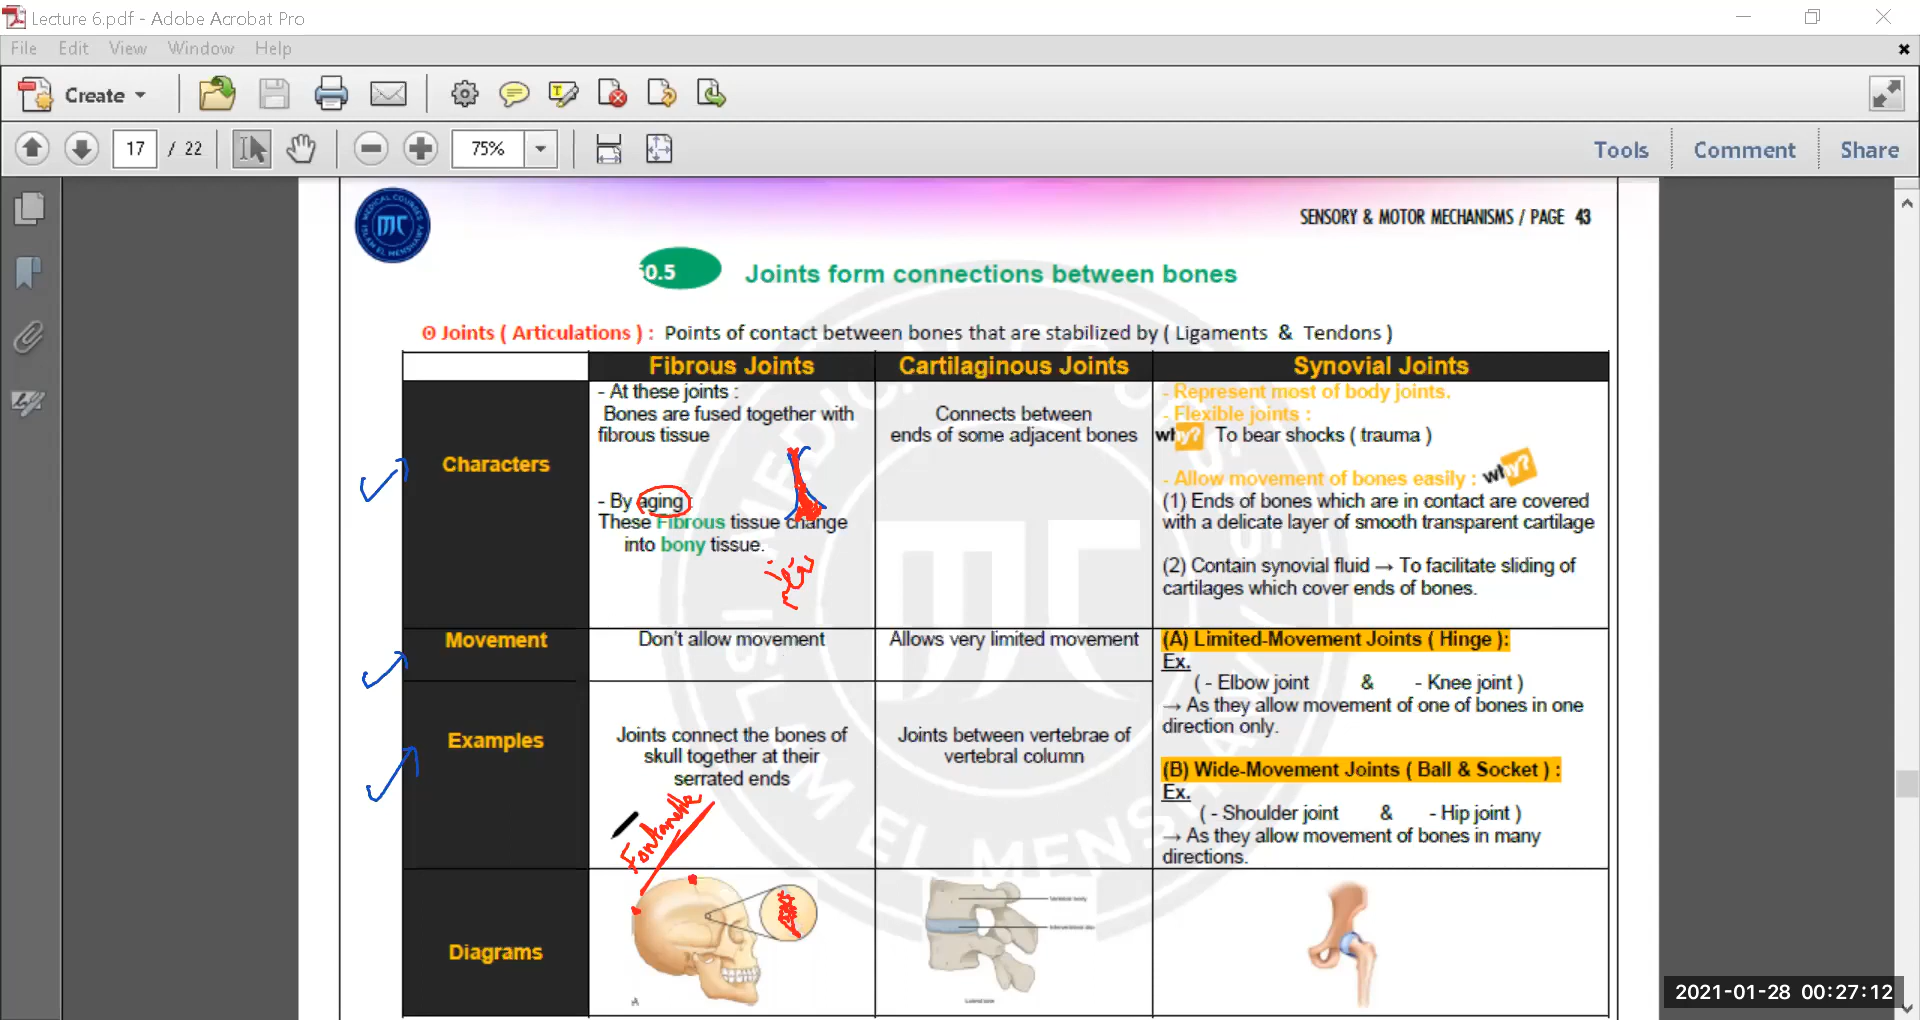 Lecture 6.pdf - Adobe Acrobat Pro
File Edit View Window Help
Create
17 / 22 75% Tools Comment Share
MEDICAL COURSES
ISLAM EL MENSHAWY
SENSORY & MOTOR MECHANISMS / PAGE 43
0.5 Joints form connections between bones
Joints ( Articulations ) : Points of contact between bones that are stabilized by ( Ligaments & Tendons )
Fibrous Joints Cartilaginous Joints Synovial Joints
Characters
- At these joints :
Bones are fused together with
fibrous tissue
- By aging
These Fibrous tissue change
into bony tissue.
Connects between
ends of some adjacent bones
- Represent most of body joints.
- Flexible joints :
why? To bear shocks ( trauma )
- Allow movement of bones easily : why?
(1) Ends of bones which are in contact are covered
with a delicate layer of smooth transparent cartilage
(2) Contain synovial fluid → To facilitate sliding of
cartilages which cover ends of bones.
Movement
Don't allow movement
Allows very limited movement
(A) Limited-Movement Joints ( Hinge ):
Ex.
( - Elbow joint & - Knee joint )
→ As they allow movement of one of bones in one
direction only.
(B) Wide-Movement Joints ( Ball & Socket ) :
Ex.
( - Shoulder joint & - Hip joint )
→ As they allow movement of bones in many
directions.
Examples
Joints connect the bones of
skull together at their
serrated ends
Fontanelle
Joints between vertebrae of
vertebral column
Diagrams
A
2021-01-28 00:27:12